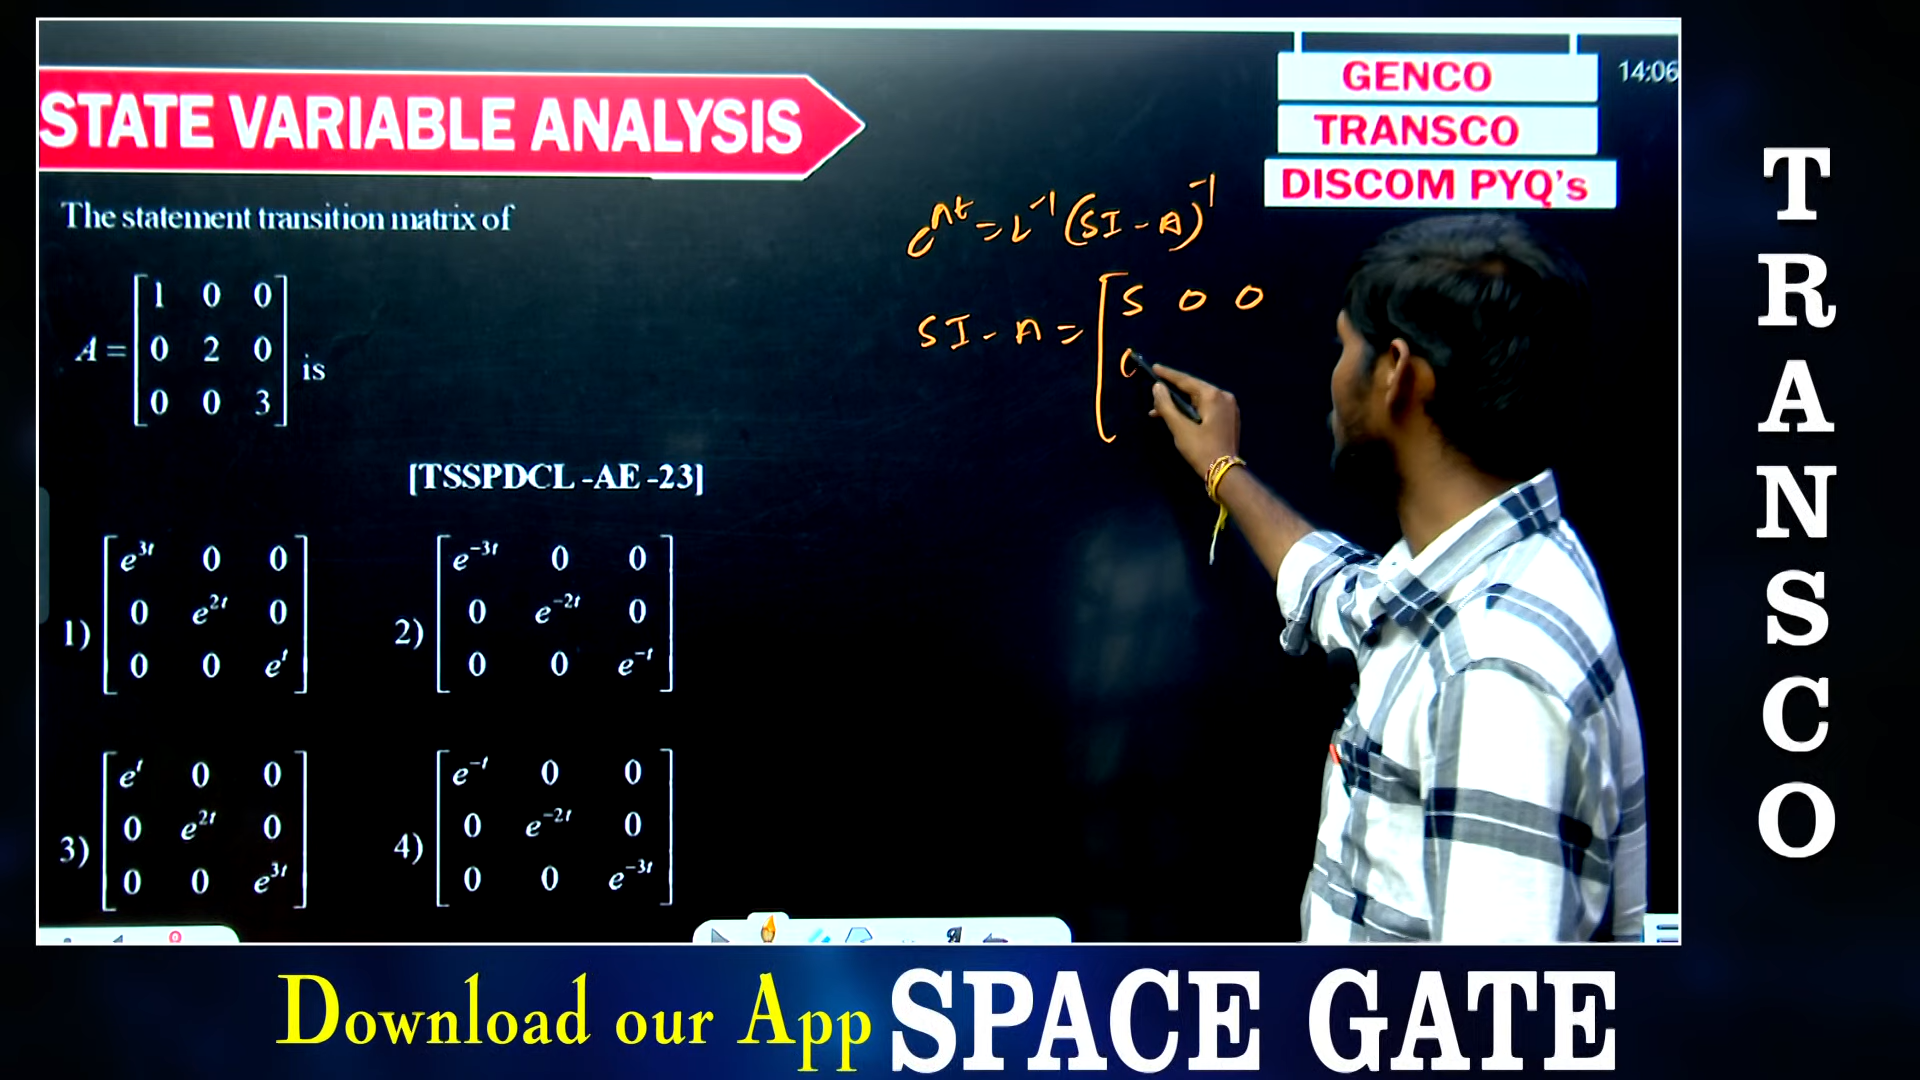 STATE VARIABLE ANALYSIS
GENCO
TRANSCO
DISCOM PYQ's
14:06
The statement transition matrix of
A = [1 0 0
0 2 0
0 0 3] is
[TSSPDCL -AE -23]
1) [e^3t 0 0
0 e^2t 0
0 0 e^t]
2) [e^-3t 0 0
0 e^-2t 0
0 0 e^-t]
3) [e^t 0 0
0 e^2t 0
0 0 e^3t]
4) [e^-t 0 0
0 e^-2t 0
0 0 e^-3t]
e^At = L^-1 (SI - A)^-1
SI - A = [S 0 0
0
TRANSCO
Download our App SPACE GATE